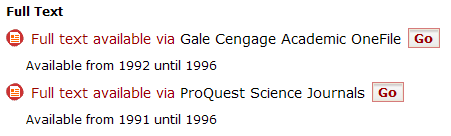 Full Text
Full text available via Gale Cengage Academic OneFile Go
Available from 1992 until 1996
Full text available via ProQuest Science Journals Go
Available from 1991 until 1996